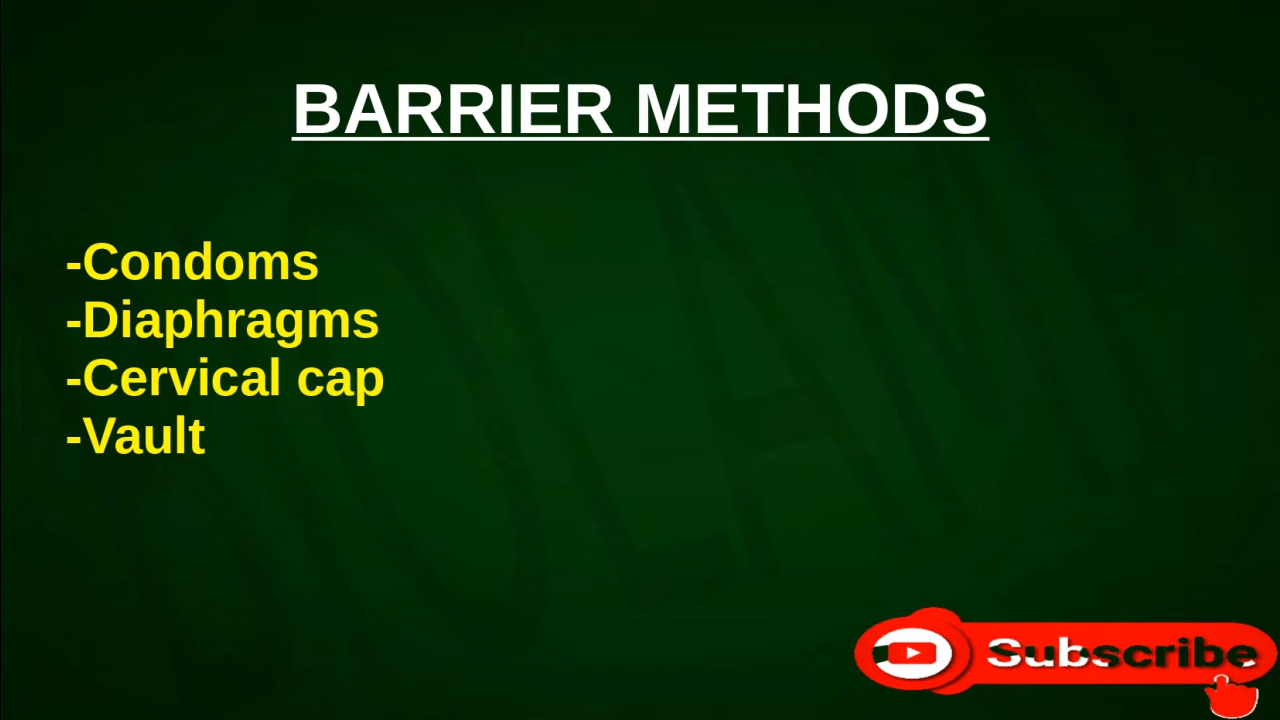 BARRIER METHODS
-Condoms
-Diaphragms
-Cervical cap
-Vault
Subscribe